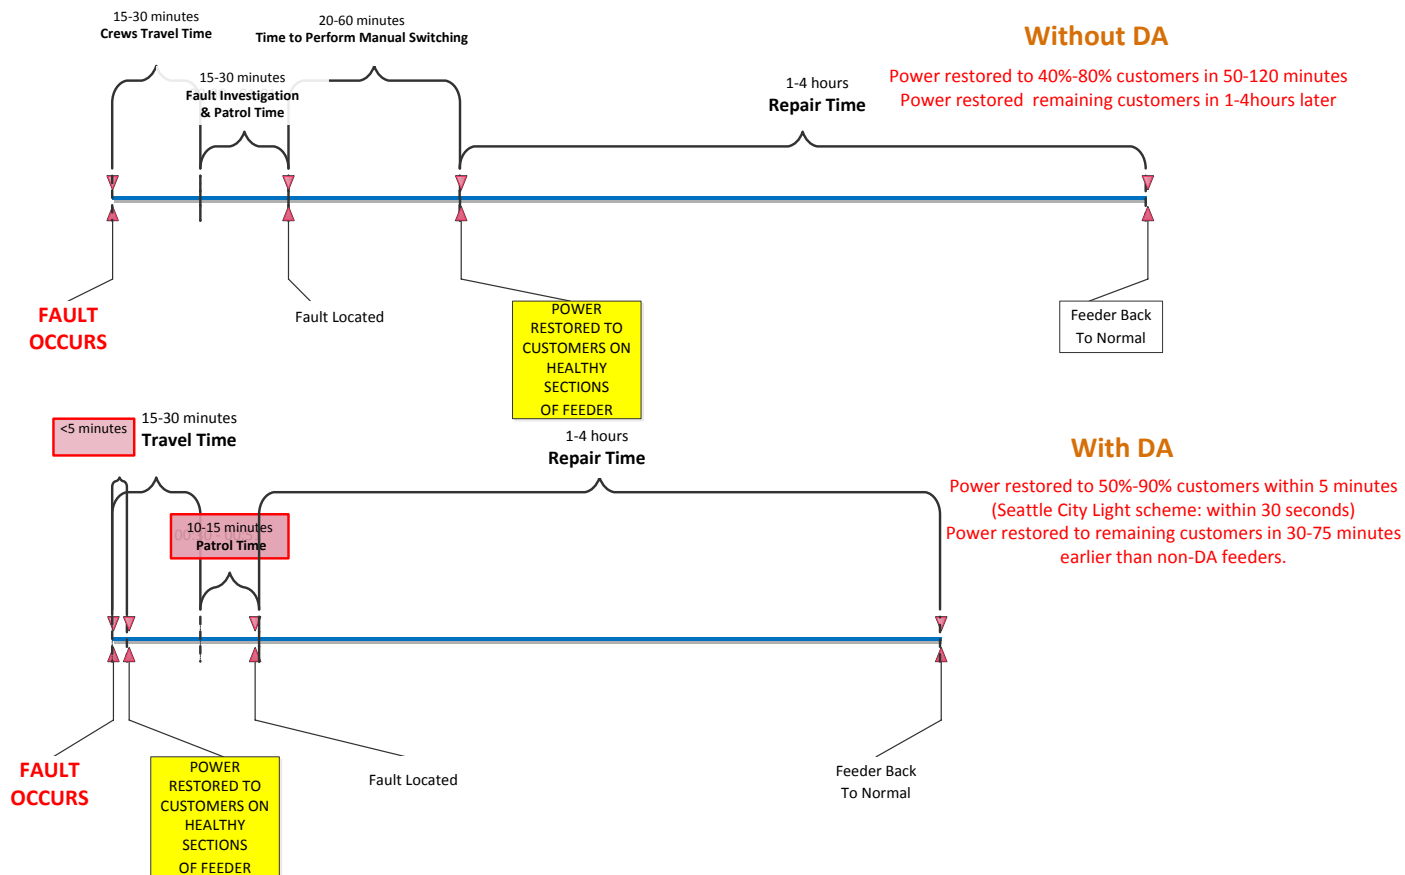 15-30 minutes
Crews Travel Time
20-60 minutes
Time to Perform Manual Switching
15-30 minutes
Fault Investigation
& Patrol Time
1-4 hours
Repair Time
Without DA
Power restored to 40%-80% customers in 50-120 minutes
Power restored  remaining customers in 1-4hours later
FAULT
OCCURS
Fault Located
POWER
RESTORED TO
CUSTOMERS ON
HEALTHY
SECTIONS
OF FEEDER
Feeder Back
To Normal
<5 minutes
15-30 minutes
Travel Time
10-15 minutes
Patrol Time
1-4 hours
Repair Time
With DA
Power restored to 50%-90% customers within 5 minutes
(Seattle City Light scheme: within 30 seconds)
Power restored to remaining customers in 30-75 minutes
earlier than non-DA feeders.
FAULT
OCCURS
POWER
RESTORED TO
CUSTOMERS ON
HEALTHY
SECTIONS
OF FEEDER
Fault Located
Feeder Back
To Normal